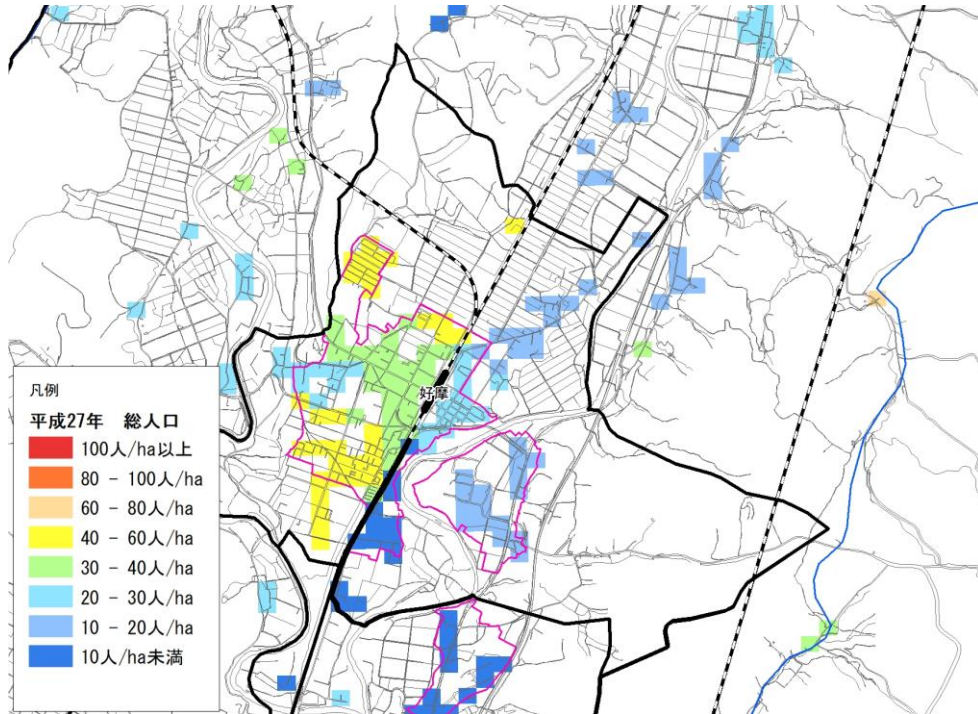 好摩
凡例
平成27年 総人口
100人/ha以上
80 - 100人/ha
60 - 80人/ha
40 - 60人/ha
30 - 40人/ha
20 - 30人/ha
10 - 20人/ha
10人/ha未満